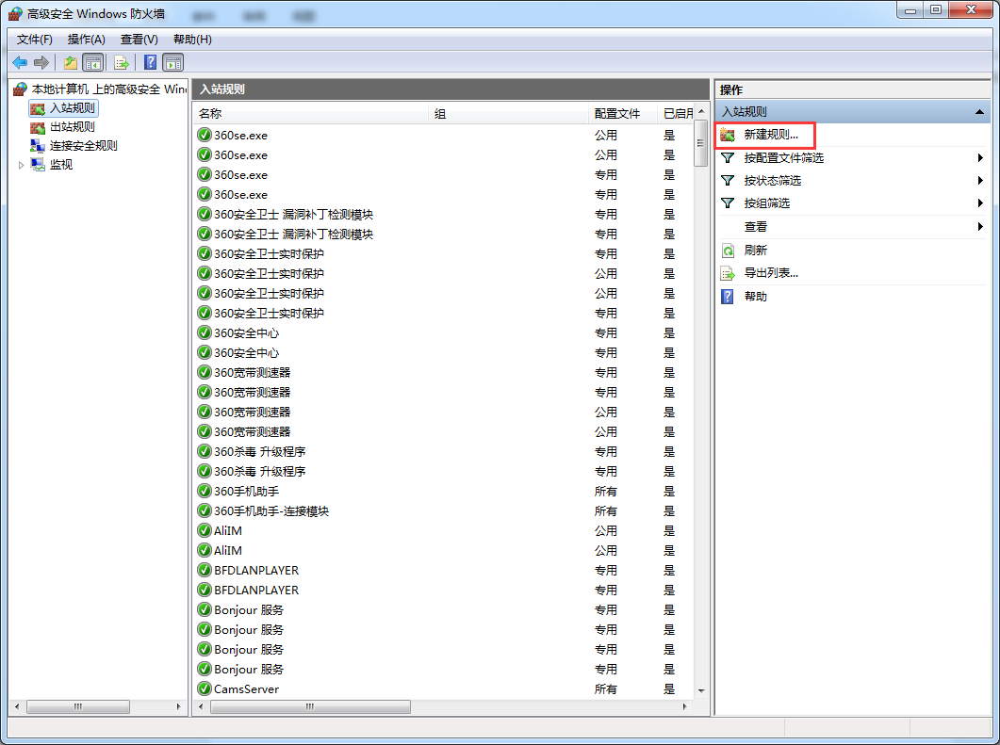 高级安全 Windows 防火墙
文件(F) 操作(A) 查看(V) 帮助(H)
本地计算机 上的高级安全 Win
入站规则
出站规则
连接安全规则
监视
入站规则
名称 组 配置文件 已启用
360se.exe 公用 是
360se.exe 公用 是
360se.exe 专用 是
360se.exe 专用 是
360安全卫士 漏洞补丁检测模块 专用 是
360安全卫士 漏洞补丁检测模块 专用 是
360安全卫士实时保护 专用 是
360安全卫士实时保护 公用 是
360安全卫士实时保护 公用 是
360安全卫士实时保护 专用 是
360安全中心 专用 是
360安全中心 专用 是
360宽带测速器 专用 是
360宽带测速器 专用 是
360宽带测速器 公用 是
360宽带测速器 公用 是
360杀毒 升级程序 专用 是
360杀毒 升级程序 专用 是
360手机助手 所有 是
360手机助手-连接模块 所有 是
AliIM 公用 是
AliIM 公用 是
BFDLANPLAYER 专用 是
BFDLANPLAYER 专用 是
Bonjour 服务 专用 是
Bonjour 服务 专用 是
Bonjour 服务 专用 是
Bonjour 服务 专用 是
CamsServer 所有 是
操作
入站规则
新建规则...
按配置文件筛选
按状态筛选
按组筛选
查看
刷新
导出列表...
帮助